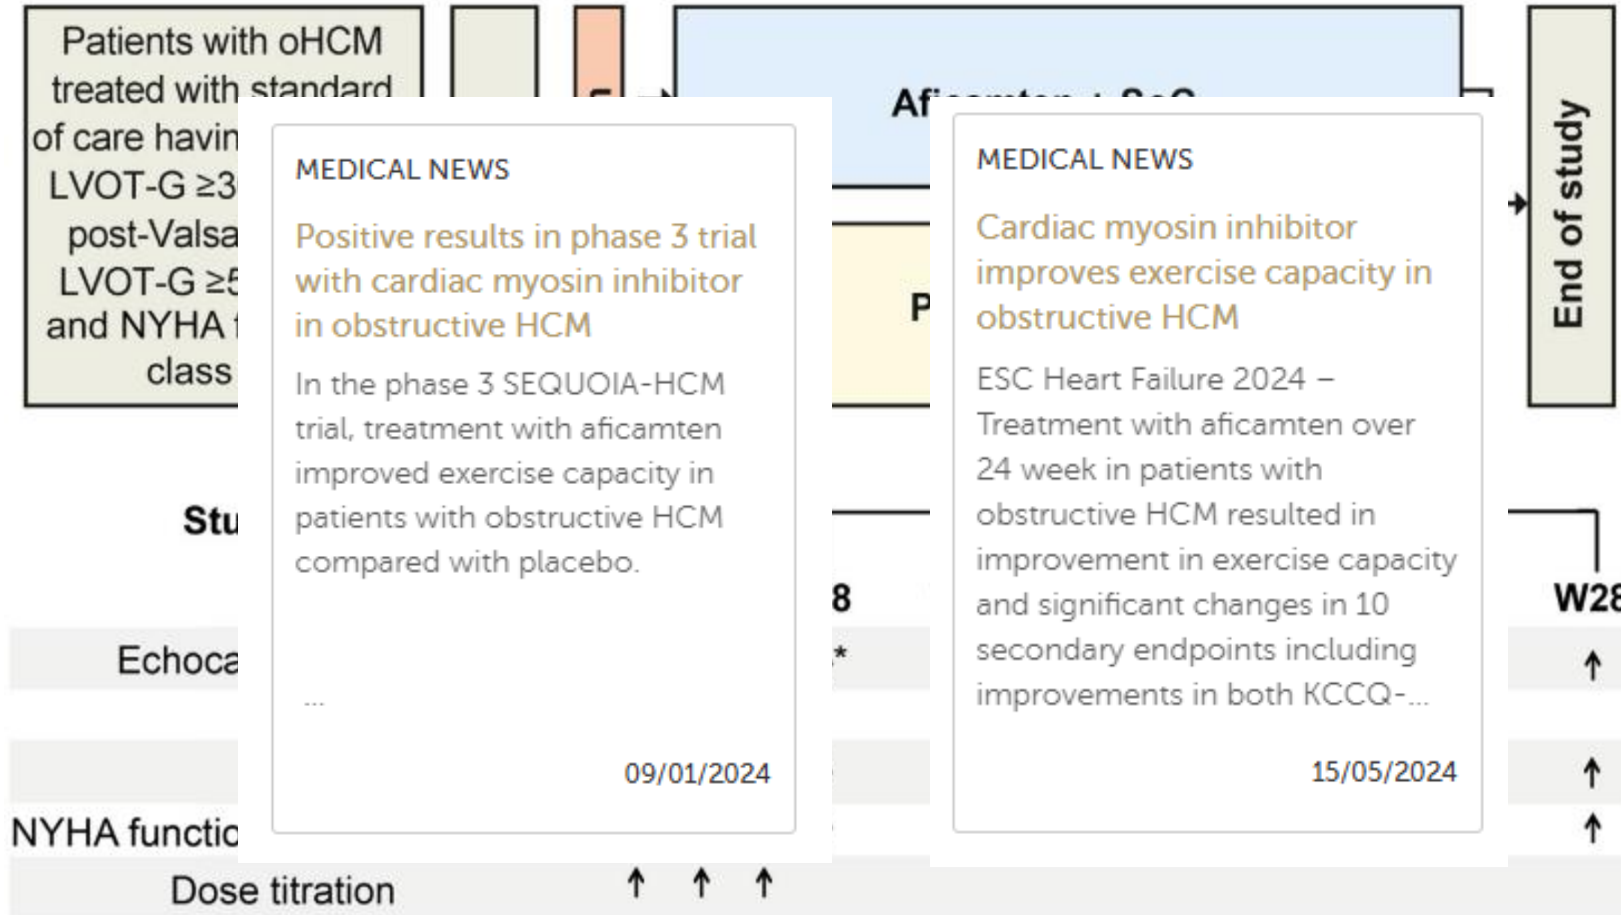 Patients with oHCM
treated with standard
of care havin
LVOT-G ≥3
post-Valsa
LVOT-G ≥5
and NYHA f
class
End of study
MEDICAL NEWS
Positive results in phase 3 trial
with cardiac myosin inhibitor
in obstructive HCM
In the phase 3 SEQUOIA-HCM
trial, treatment with aficamten
improved exercise capacity in
patients with obstructive HCM
compared with placebo.
...
09/01/2024
MEDICAL NEWS
Cardiac myosin inhibitor
improves exercise capacity in
obstructive HCM
ESC Heart Failure 2024 –
Treatment with aficamten over
24 week in patients with
obstructive HCM resulted in
improvement in exercise capacity
and significant changes in 10
secondary endpoints including
improvements in both KCCQ-...
15/05/2024
Stu
8 W28
Echoca *
NYHA functio
Dose titration